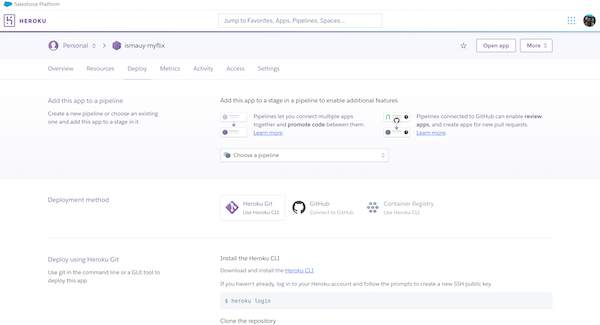 Salesforce Platform
HEROKU
Jump to Favorites, Apps, Pipelines, Spaces...
Personal
ismauy-myflix
Open app
More
Overview Resources Deploy Metrics Activity Access Settings
Add this app to a pipeline
Create a new pipeline or choose an existing
one and add this app to a stage in it.
Add this app to a stage in a pipeline to enable additional features
Pipelines let you connect multiple apps
together and promote code between them.
Learn more.
Pipelines connected to GitHub can enable review
apps, and create apps for new pull requests.
Learn more.
Choose a pipeline
Deployment method
Heroku Git
Use Heroku CLI
GitHub
Connect to GitHub
Container Registry
Use Heroku CLI
Deploy using Heroku Git
Use git in the command line or a GUI tool to
deploy this app.
Install the Heroku CLI
Download and install the Heroku CLI.
If you haven't already, log in to your Heroku account and follow the prompts to create a new SSH public key.
$ heroku login
Clone the repository